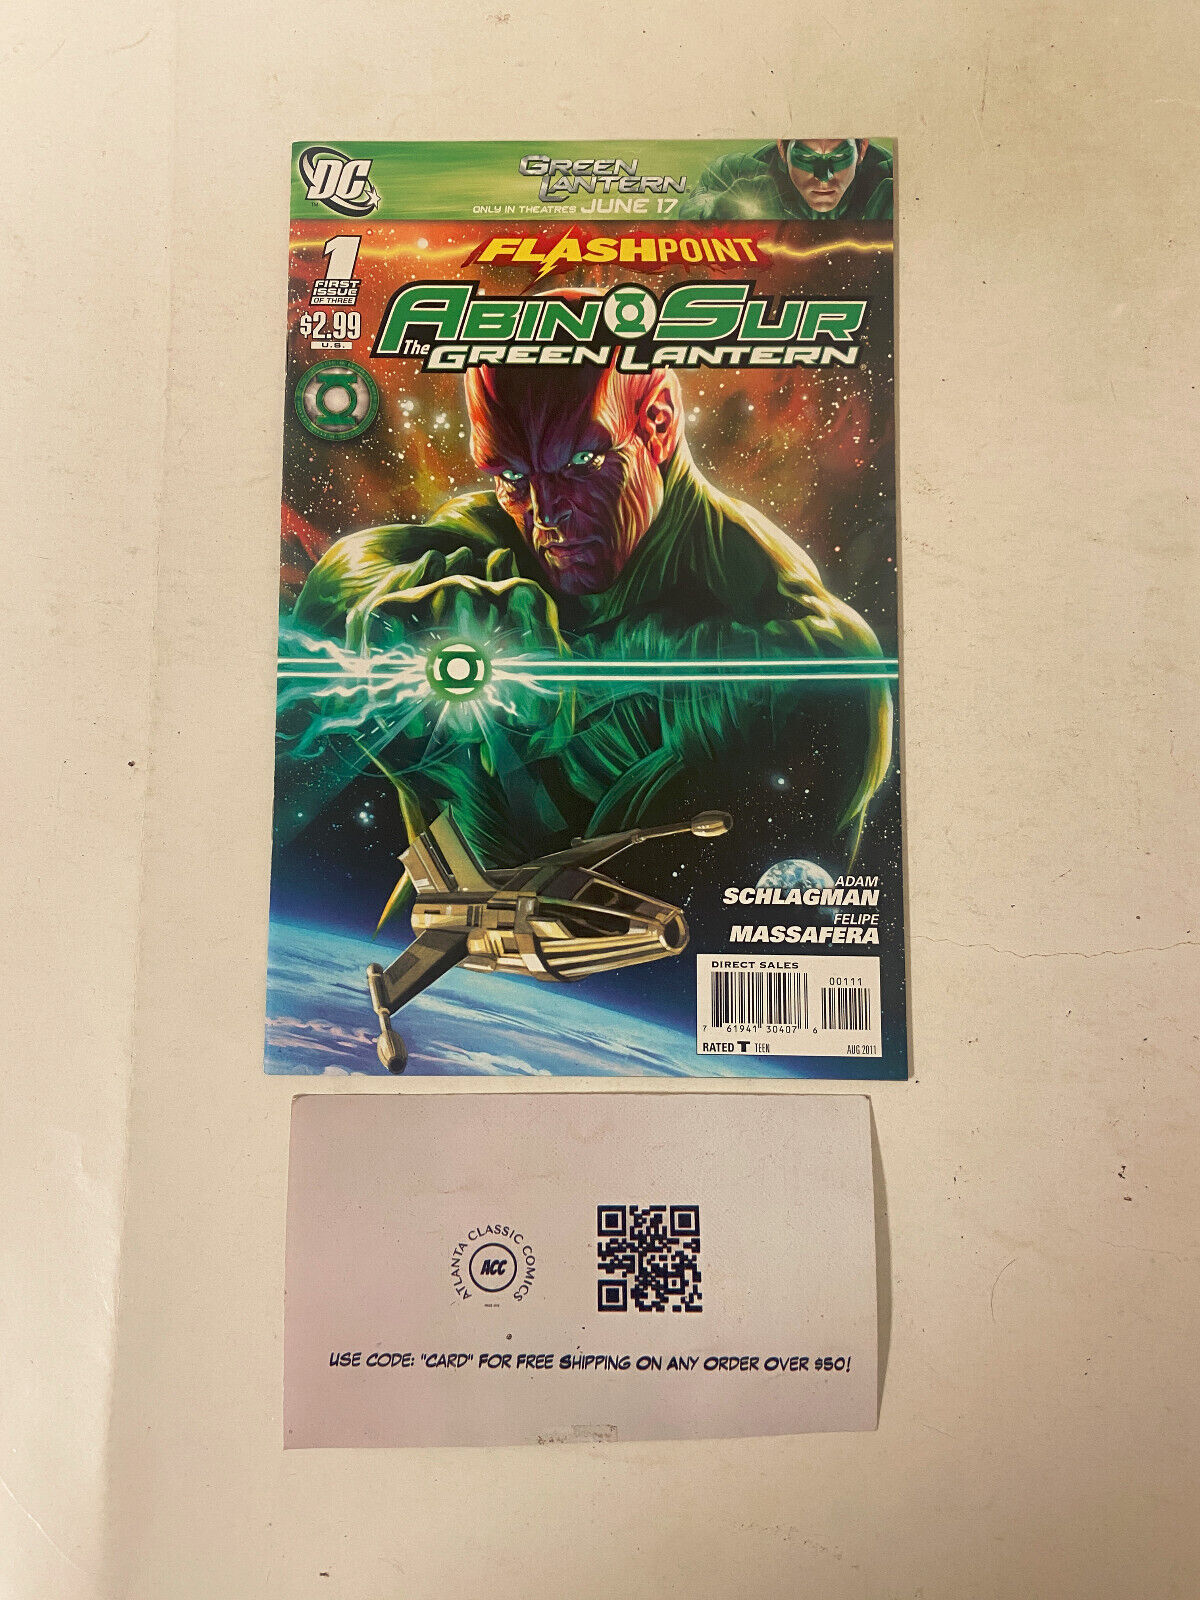 DC
GREEN
LANTERN
ONLY IN THEATRES JUNE 17
1
FIRST
ISSUE
OF THREE
$2.99
U.S.
FLASHPOINT
ABIN SUR
The GREEN LANTERN
ADAM
SCHLAGMAN
FELIPE
MASSAFERA
DIRECT SALES
00111
7 61941 30407 6
RATED T TEEN AUG 2011
ATLANTA CLASSIC COMICS
ACC
USE CODE: "CARD" FOR FREE SHIPPING ON ANY ORDER OVER $50!